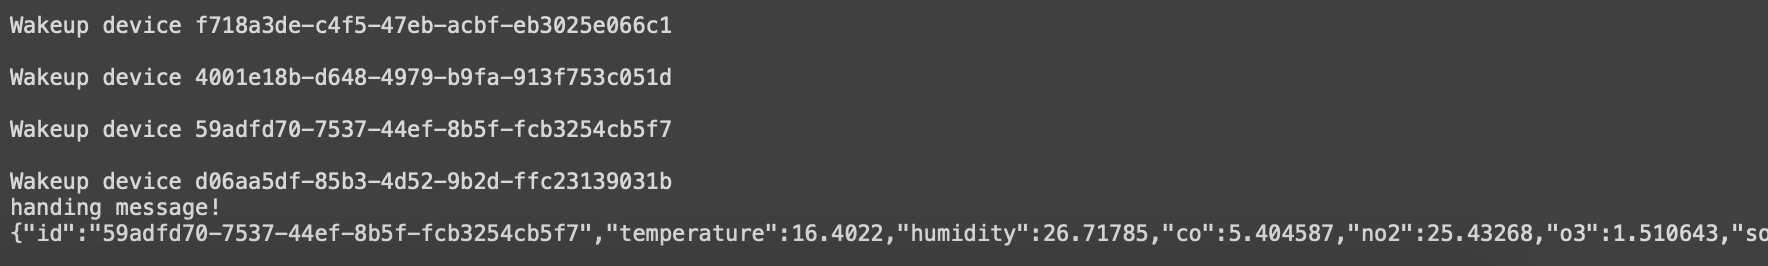 Wakeup device f718a3de-c4f5-47eb-acbf-eb3025e066c1
Wakeup device 4001e18b-d648-4979-b9fa-913f753c051d
Wakeup device 59adfd70-7537-44ef-8b5f-fcb3254cb5f7
Wakeup device d06aa5df-85b3-4d52-9b2d-ffc23139031b
handing message!
{"id":"59adfd70-7537-44ef-8b5f-fcb3254cb5f7","temperature":16.4022,"humidity":26.71785,"co":5.404587,"no2":25.43268,"o3":1.510643,"so